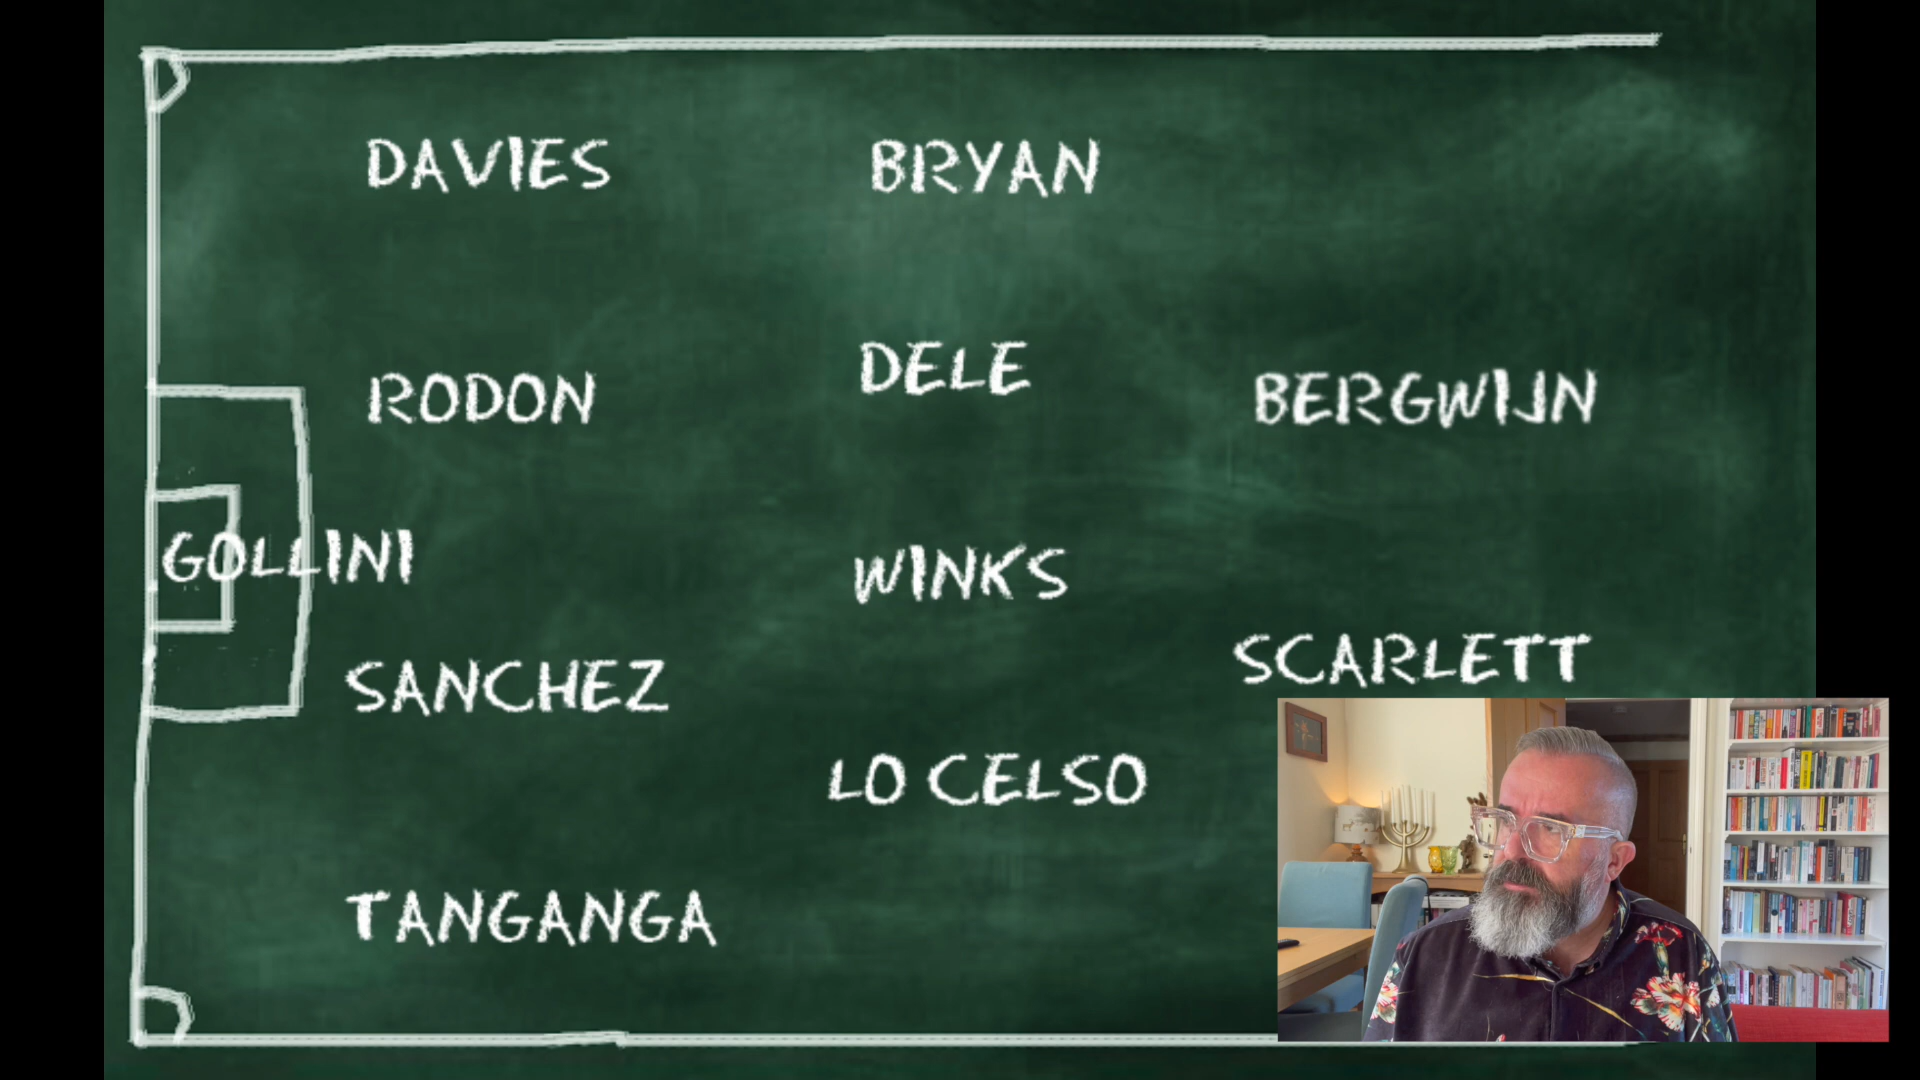 DAVIES
BRYAN
RODON
DELE
BERGWIJN
GOLLINI
WINKS
SANCHEZ
SCARLETT
LO CELSO
TANGANGA